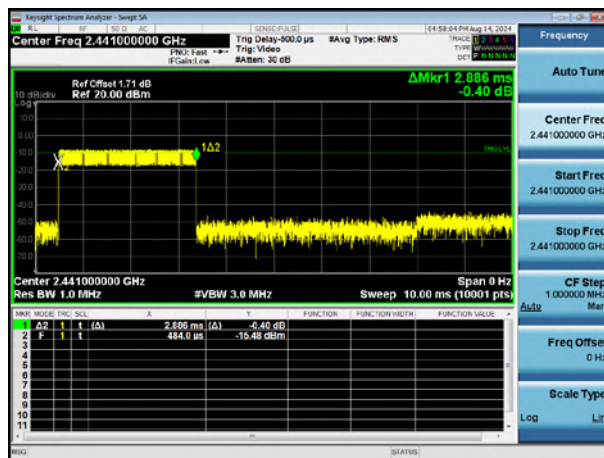 Keysight Spectrum Analyzer - Swept SA
RL RF 50 Ω AC SENSE:PULSE 04:58:04 PM Aug 14, 2024
Center Freq 2.441000000 GHz
PNO: Fast
IFGain:Low
Trig Delay-500.0 µs
Trig: Video
#Atten: 30 dB
#Avg Type: RMS
TRACE 1 2 3 4 5 6
TYPE
DET P N N N N N
Frequency
Auto Tune
Ref Offset 1.71 dB
10 dB/div Ref 20.00 dBm
Log
ΔMkr1 2.886 ms
-0.40 dB
10.0
0.00
-10.0
-20.0
-30.0
-40.0
-50.0
-60.0
-70.0
1Δ2
TRIG LVL
Center 2.441000000 GHz
Span 0 Hz
Res BW 1.0 MHz
#VBW 3.0 MHz
Sweep 10.00 ms (10001 pts)
MKR MODE TRC SCL X Y FUNCTION FUNCTION WIDTH FUNCTION VALUE
1 Δ2 1 t (Δ) 2.886 ms (Δ) -0.40 dB
2 F 1 t 484.0 µs -15.48 dBm
3
4
5
6
7
8
9
10
11
Center Freq
2.441000000 GHz
Start Freq
2.441000000 GHz
Stop Freq
2.441000000 GHz
CF Step
1.000000 MHz
Auto Man
Freq Offset
0 Hz
Scale Type
Log Lin
MSG
STATUS